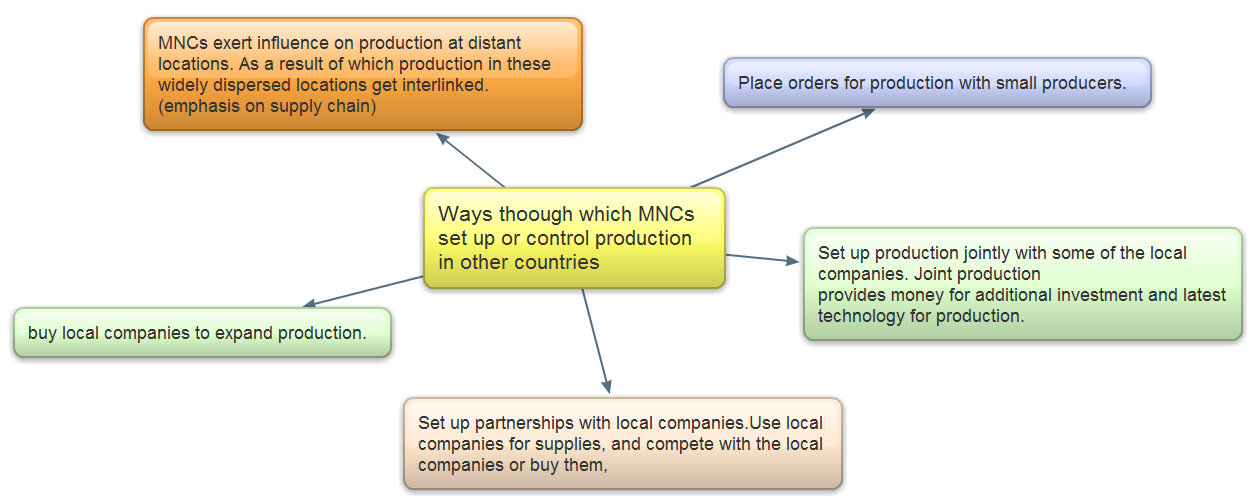 MNCs exert influence on production at distant
locations. As a result of which production in these
widely dispersed locations get interlinked.
(emphasis on supply chain)
Place orders for production with small producers.
Ways thoough which MNCs
set up or control production
in other countries
Set up production jointly with some of the local
companies. Joint production
provides money for additional investment and latest
technology for production.
buy local companies to expand production.
Set up partnerships with local companies.Use local
companies for supplies, and compete with the local
companies or buy them,